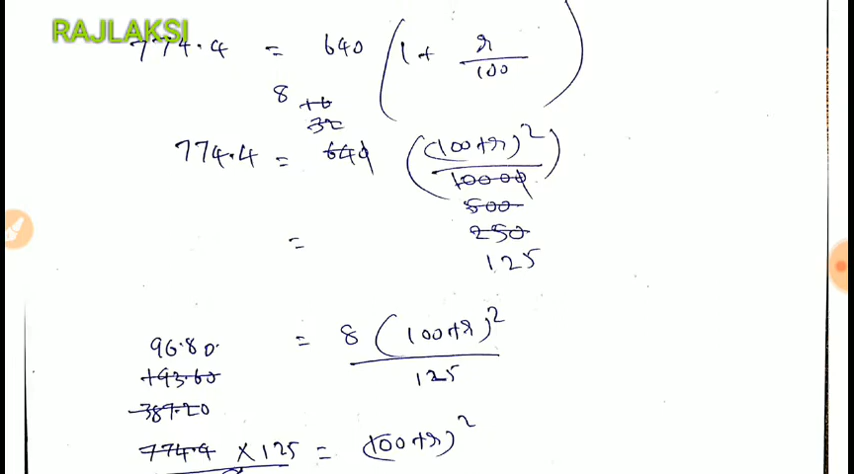 RAJLAKSI
774.4 = 640 (1 + r/100)
8 16
32
774.4 = 640 ((100+r)²/10000)
500
= 250
125
96.80 = 8 (100+r)²/125
193.60
387.20
774.4 × 125 = (100+r)²